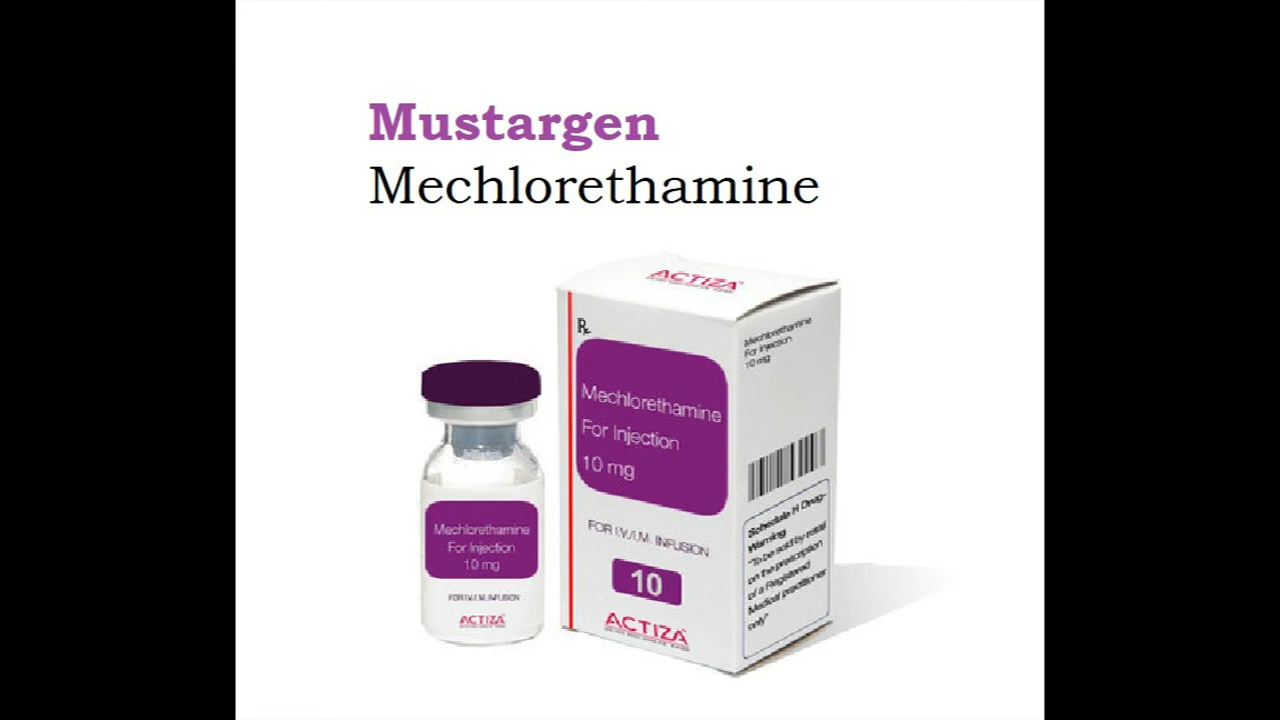 Mustargen
Mechlorethamine
ACTIZA
Rx
Mechlorethamine
For Injection
10 mg
FOR I.V./I.M. INFUSION
10
ACTIZA
Mechlorethamine
For Injection
10 mg
Schedule H Drug-
Warning
"To be sold by retail
on the prescription
of a Registered
Medical practitioner
only"
Mechlorethamine
For Injection
10 mg
FOR I.V./I.M. INFUSION
ACTIZA